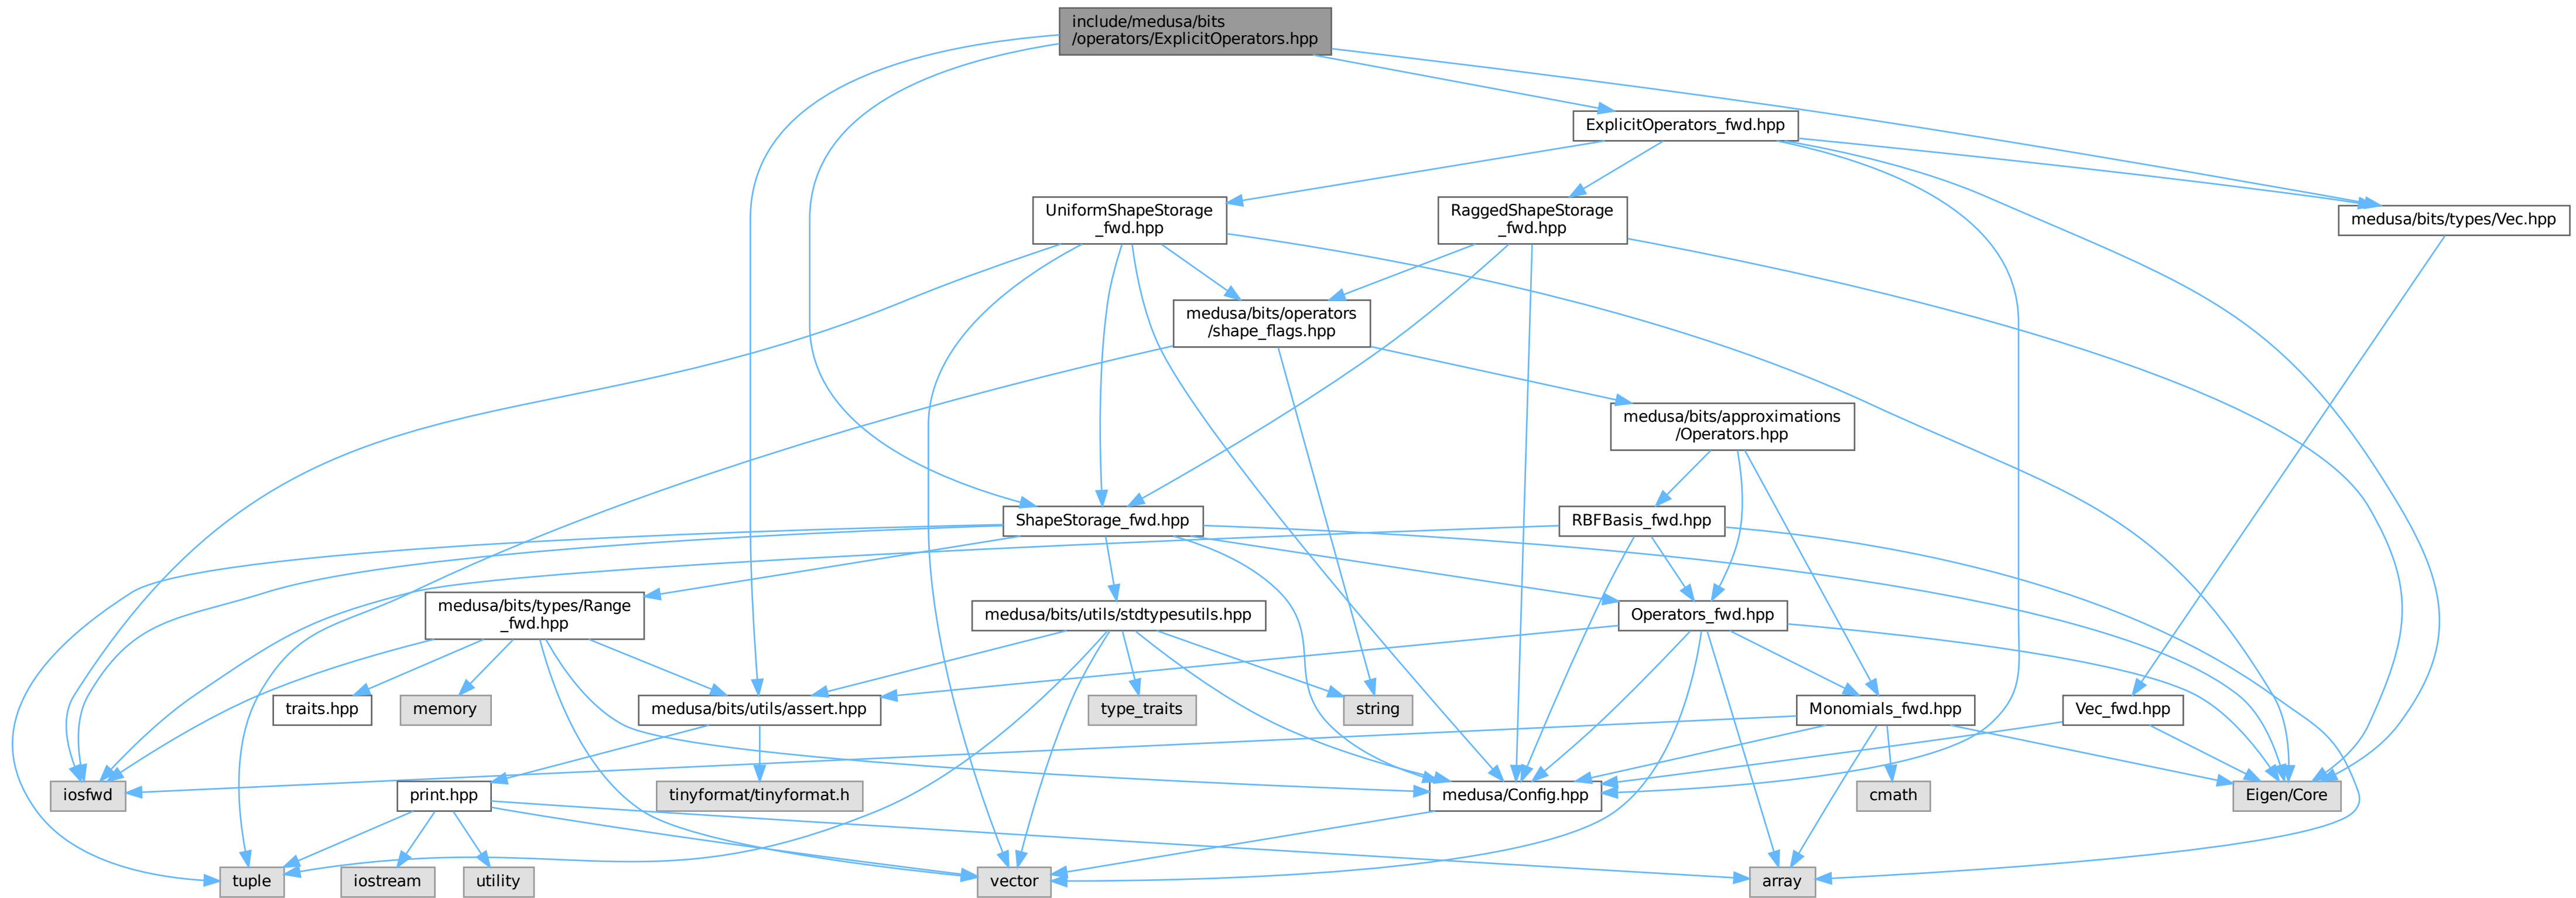 include/medusa/bits
/operators/ExplicitOperators.hpp
ExplicitOperators_fwd.hpp
UniformShapeStorage
_fwd.hpp
RaggedShapeStorage
_fwd.hpp
medusa/bits/types/Vec.hpp
medusa/bits/operators
/shape_flags.hpp
medusa/bits/approximations
/Operators.hpp
ShapeStorage_fwd.hpp
RBFBasis_fwd.hpp
medusa/bits/types/Range
_fwd.hpp
medusa/bits/utils/stdtypesutils.hpp
Operators_fwd.hpp
traits.hpp
memory
medusa/bits/utils/assert.hpp
type_traits
string
Monomials_fwd.hpp
Vec_fwd.hpp
iosfwd
print.hpp
tinyformat/tinyformat.h
medusa/Config.hpp
cmath
Eigen/Core
tuple
iostream
utility
vector
array